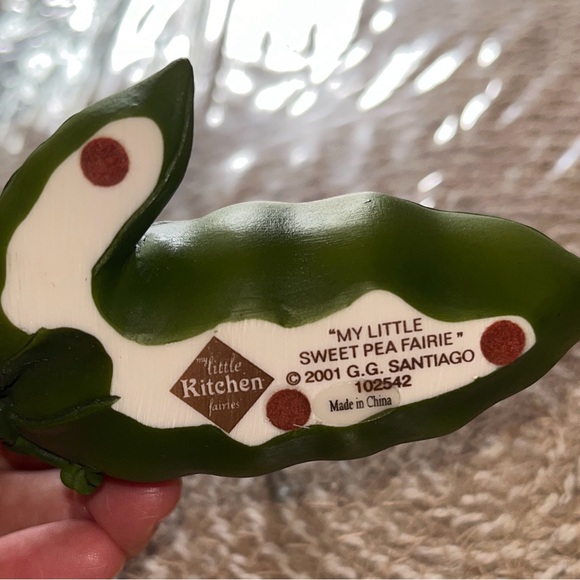 my
little
Kitchen
fairies
"MY LITTLE
SWEET PEA FAIRIE"
© 2001 G.G. SANTIAGO
102542
Made in China